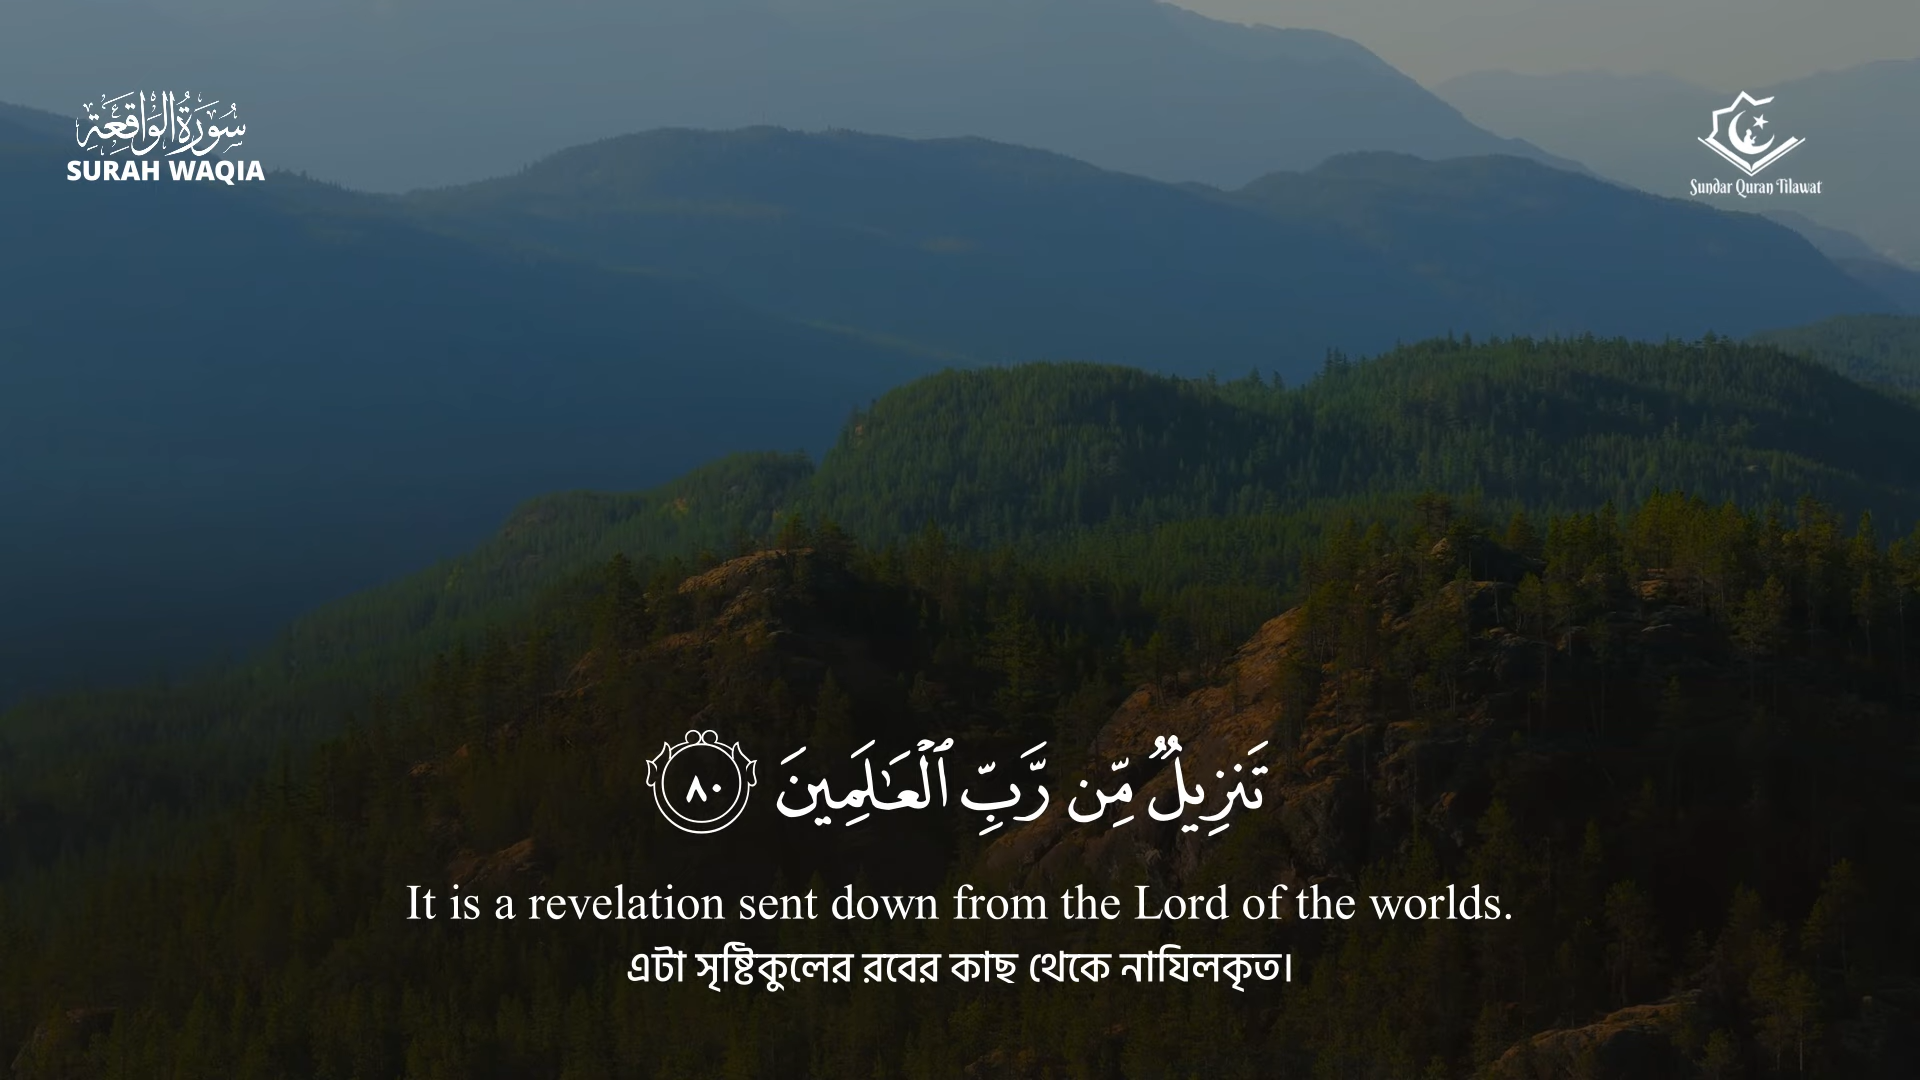 سُورَةُ الوَاقِعَة
SURAH WAQIA
Sundar Quran Tilawat
تَنزِيلٌ مِّن رَّبِّ ٱلْعَـٰلَمِينَ ٨٠
It is a revelation sent down from the Lord of the worlds.
এটা সৃষ্টিকুলের রবের কাছ থেকে নাযিলকৃত।